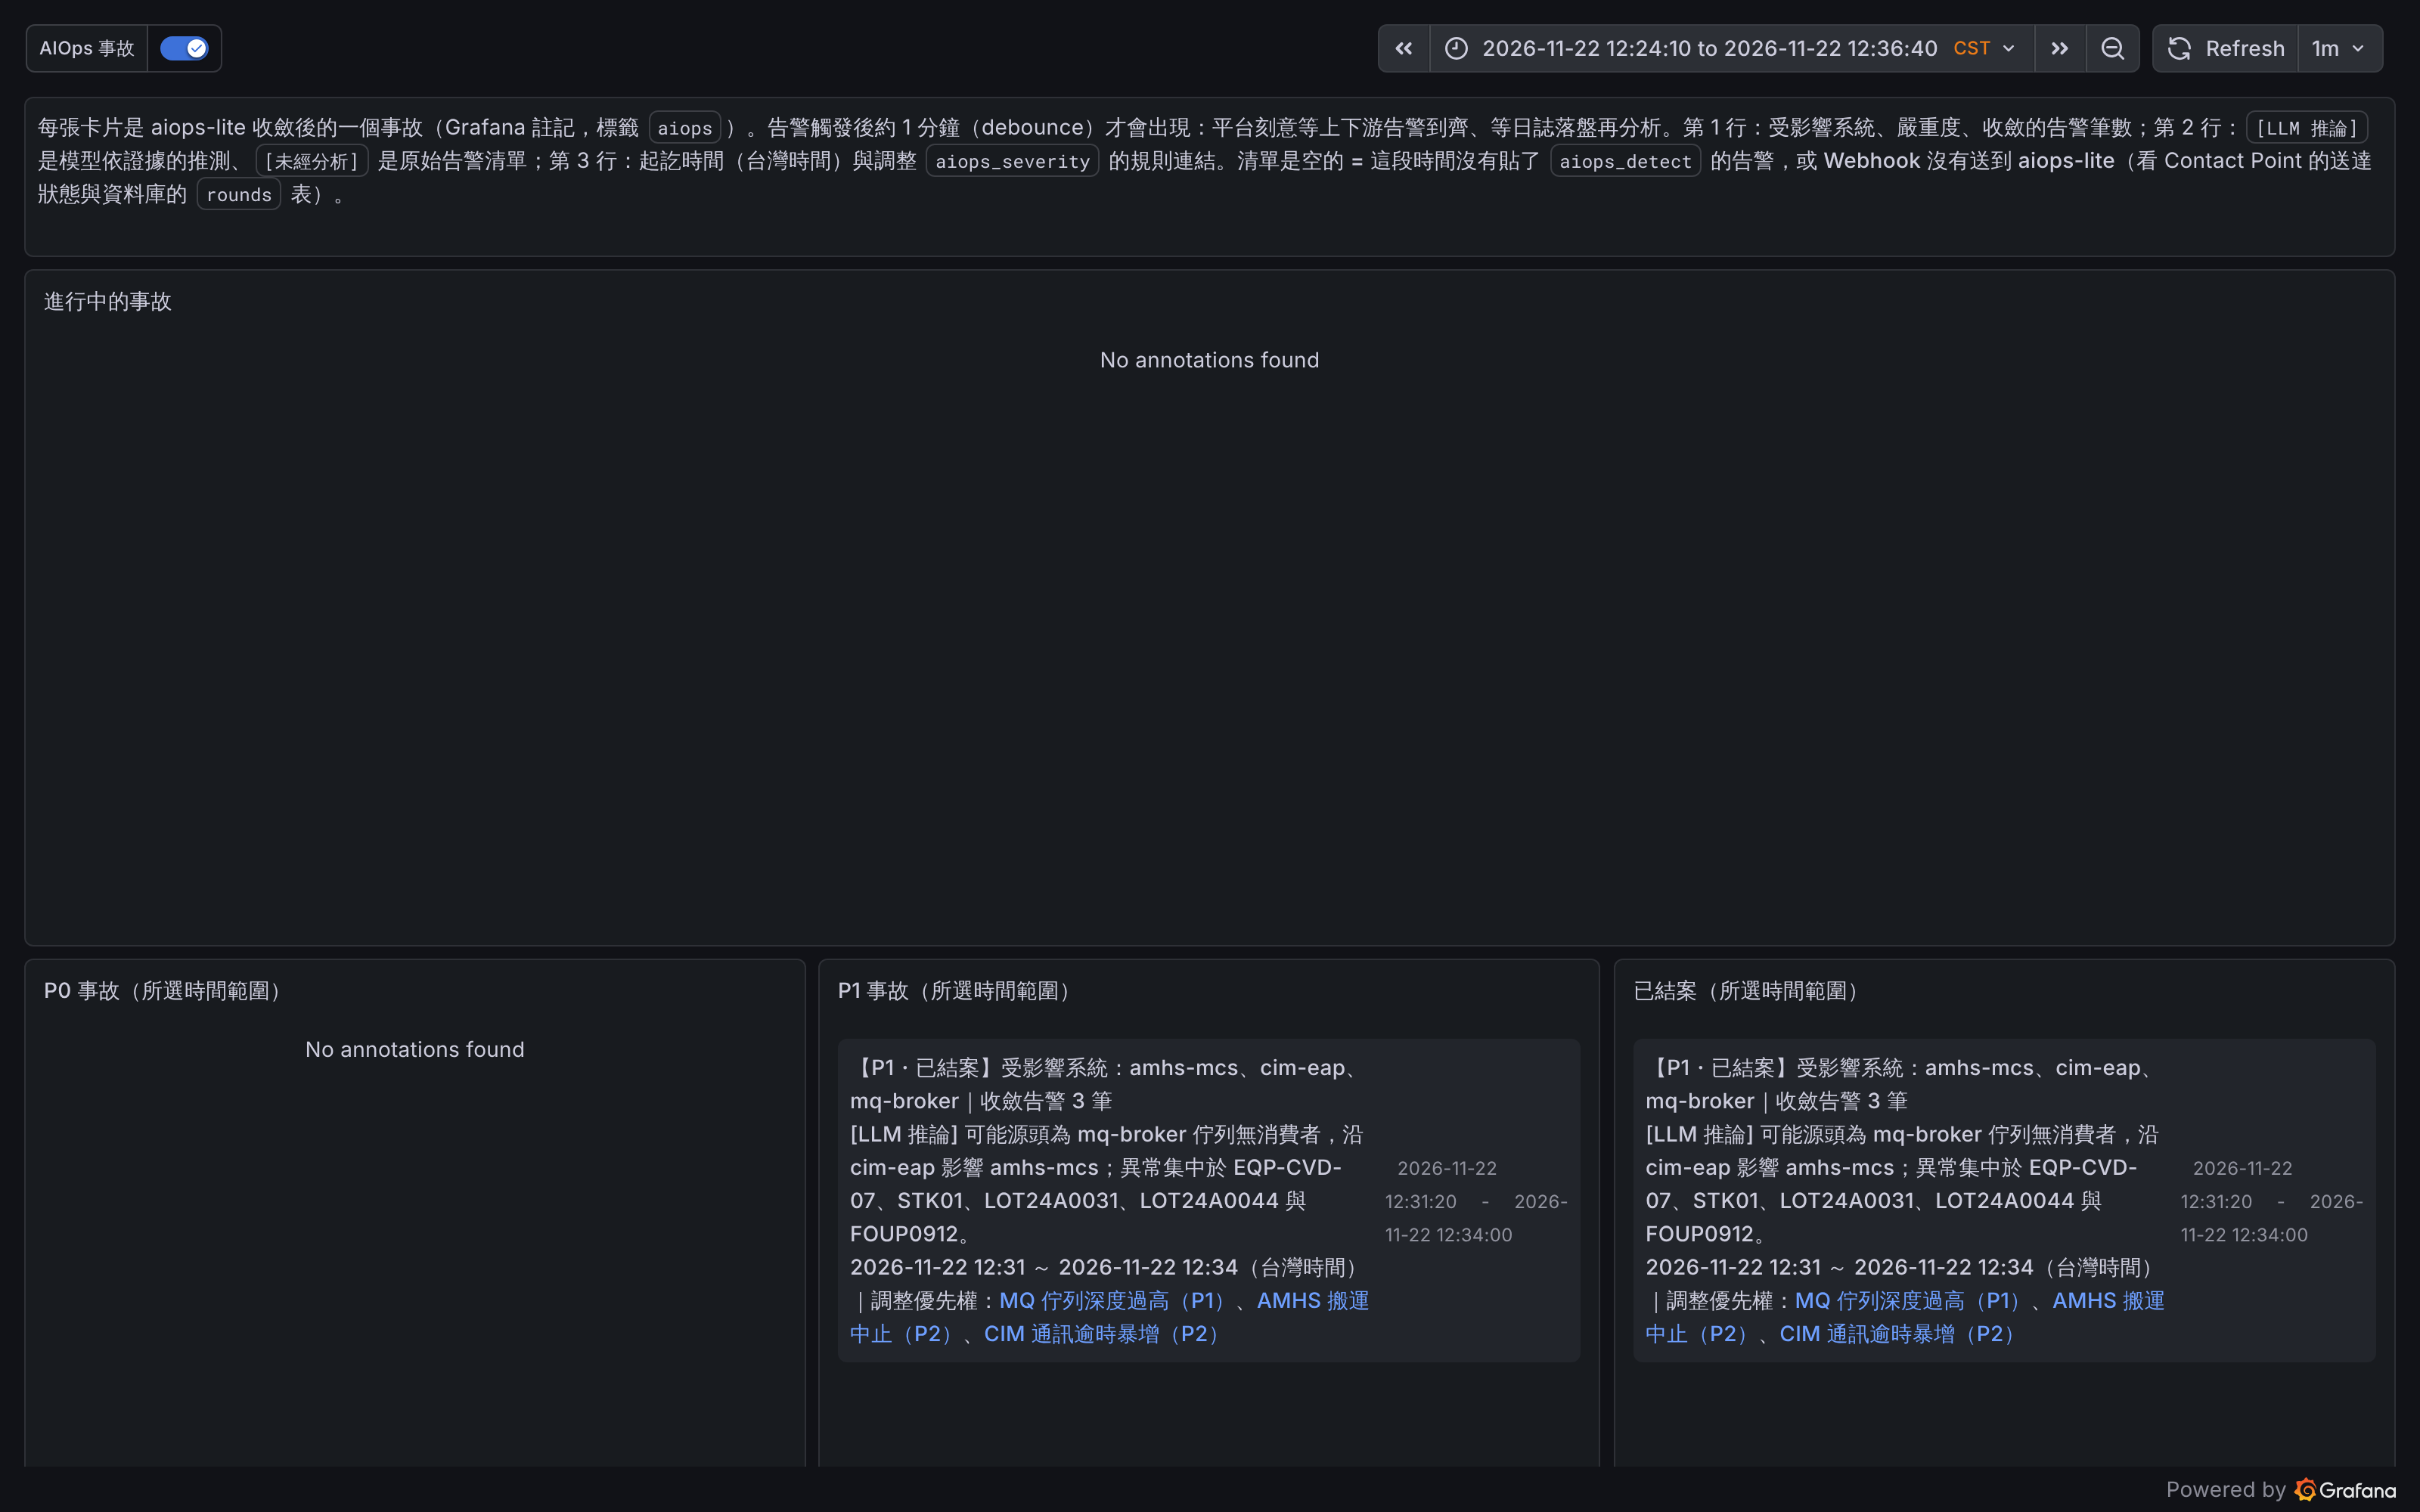 AIOps 事故
2026-11-22 12:24:10 to 2026-11-22 12:36:40 CST
Refresh
1m
每張卡片是 aiops-lite 收斂後的一個事故（Grafana 註記，標籤 aiops ）。告警觸發後約 1 分鐘（debounce）才會出現：平台刻意等上下游告警到齊、等日誌落盤再分析。第 1 行：受影響系統、嚴重度、收斂的告警筆數；第 2 行： [LLM 推論]
是模型依證據的推測、 [未經分析] 是原始告警清單；第 3 行：起訖時間（台灣時間）與調整 aiops_severity 的規則連結。清單是空的 = 這段時間沒有貼了 aiops_detect 的告警，或 Webhook 沒有送到 aiops-lite（看 Contact Point 的送達
狀態與資料庫的 rounds 表）。
進行中的事故
No annotations found
P0 事故（所選時間範圍）
No annotations found
P1 事故（所選時間範圍）
【P1・已結案】受影響系統：amhs-mcs、cim-eap、
mq-broker｜收斂告警 3 筆
[LLM 推論] 可能源頭為 mq-broker 佇列無消費者，沿
cim-eap 影響 amhs-mcs；異常集中於 EQP-CVD-
07、STK01、LOT24A0031、LOT24A0044 與
FOUP0912。
2026-11-22 12:31 ～ 2026-11-22 12:34（台灣時間）
｜調整優先權：MQ 佇列深度過高（P1）、AMHS 搬運
中止（P2）、CIM 通訊逾時暴增（P2）
2026-11-22
12:31:20 - 2026-
11-22 12:34:00
已結案（所選時間範圍）
【P1・已結案】受影響系統：amhs-mcs、cim-eap、
mq-broker｜收斂告警 3 筆
[LLM 推論] 可能源頭為 mq-broker 佇列無消費者，沿
cim-eap 影響 amhs-mcs；異常集中於 EQP-CVD-
07、STK01、LOT24A0031、LOT24A0044 與
FOUP0912。
2026-11-22 12:31 ～ 2026-11-22 12:34（台灣時間）
｜調整優先權：MQ 佇列深度過高（P1）、AMHS 搬運
中止（P2）、CIM 通訊逾時暴增（P2）
2026-11-22
12:31:20 - 2026-
11-22 12:34:00
Powered by Grafana